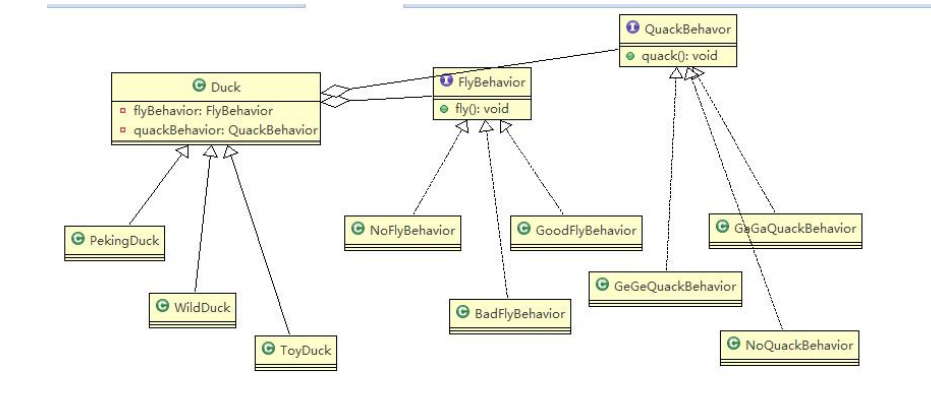 QuackBehavor
quack(): void
FlyBehavior
fly(): void
Duck
flyBehavior: FlyBehavior
quackBehavior: QuackBehavior
PekingDuck
NoFlyBehavior
GoodFlyBehavior
GaGaQuackBehavior
WildDuck
BadFlyBehavior
GeGeQuackBehavior
ToyDuck
NoQuackBehavior